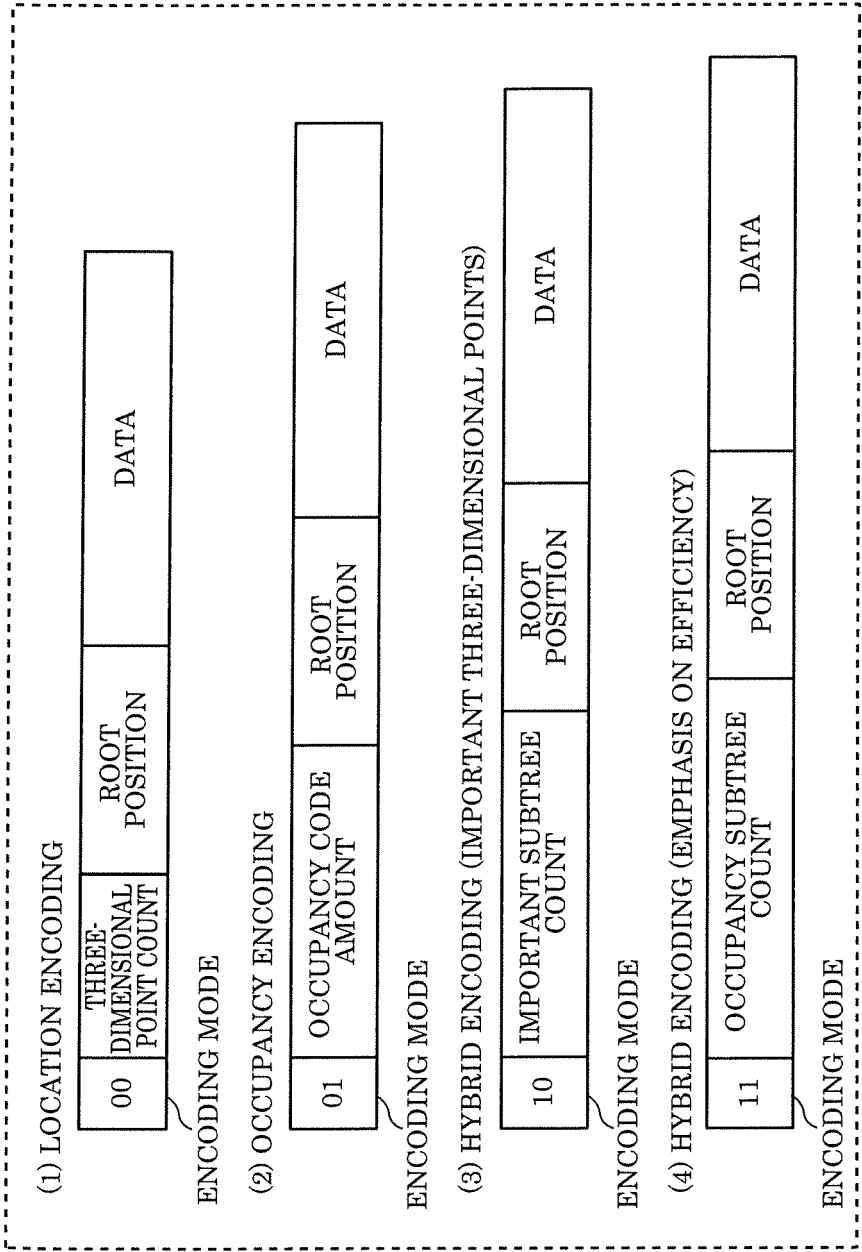 (1) LOCATION ENCODING
00
THREE-
DIMENSIONAL
POINT COUNT
ROOT
POSITION
DATA
ENCODING MODE
(2) OCCUPANCY ENCODING
01
OCCUPANCY CODE
AMOUNT
ROOT
POSITION
DATA
ENCODING MODE
(3) HYBRID ENCODING (IMPORTANT THREE-DIMENSIONAL POINTS)
10
IMPORTANT SUBTREE
COUNT
ROOT
POSITION
DATA
ENCODING MODE
(4) HYBRID ENCODING (EMPHASIS ON EFFICIENCY)
11
OCCUPANCY SUBTREE
COUNT
ROOT
POSITION
DATA
ENCODING MODE